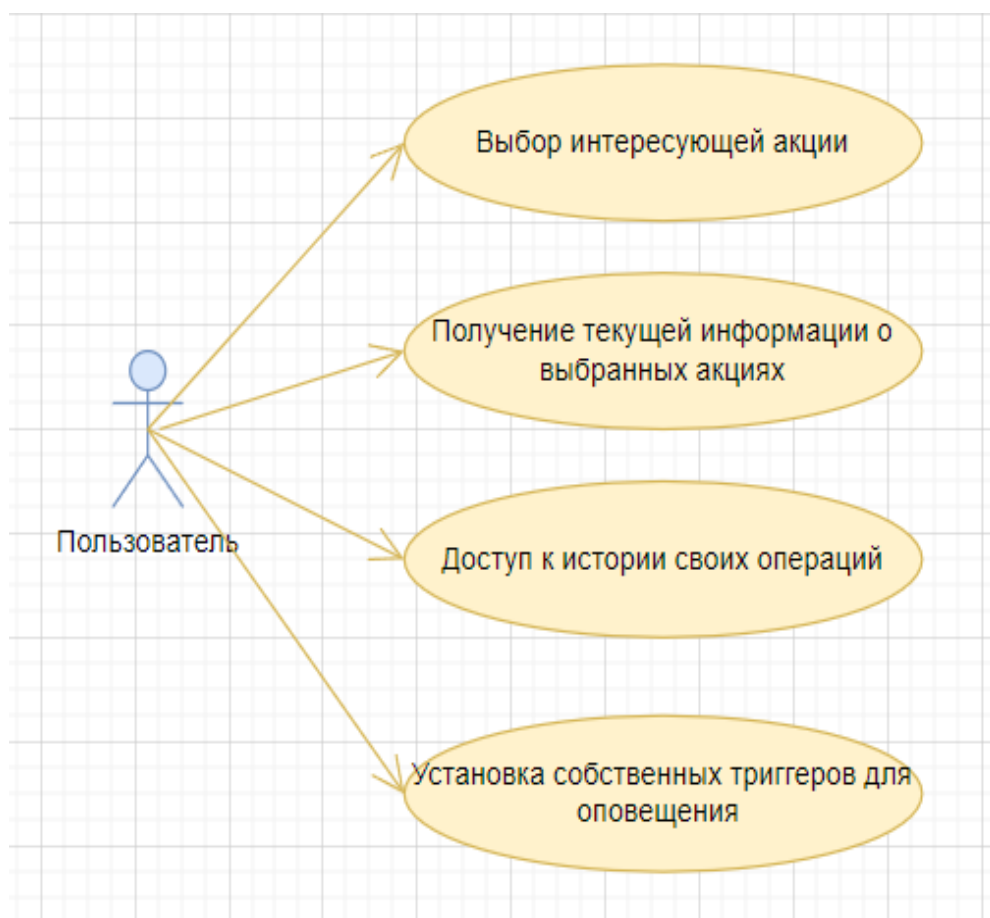 Выбор интересующей акции
Получение текущей информации о
выбранных акциях
Пользователь
Доступ к истории своих операций
Установка собственных триггеров для
оповещения